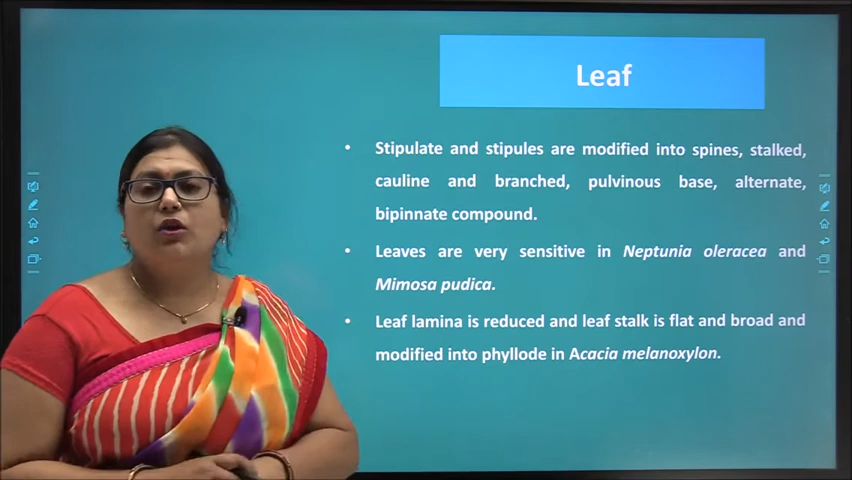 Leaf
• Stipulate and stipules are modified into spines, stalked,
cauline and branched, pulvinous base, alternate,
bipinnate compound.
• Leaves are very sensitive in Neptunia oleracea and
Mimosa pudica.
• Leaf lamina is reduced and leaf stalk is flat and broad and
modified into phyllode in Acacia melanoxylon.